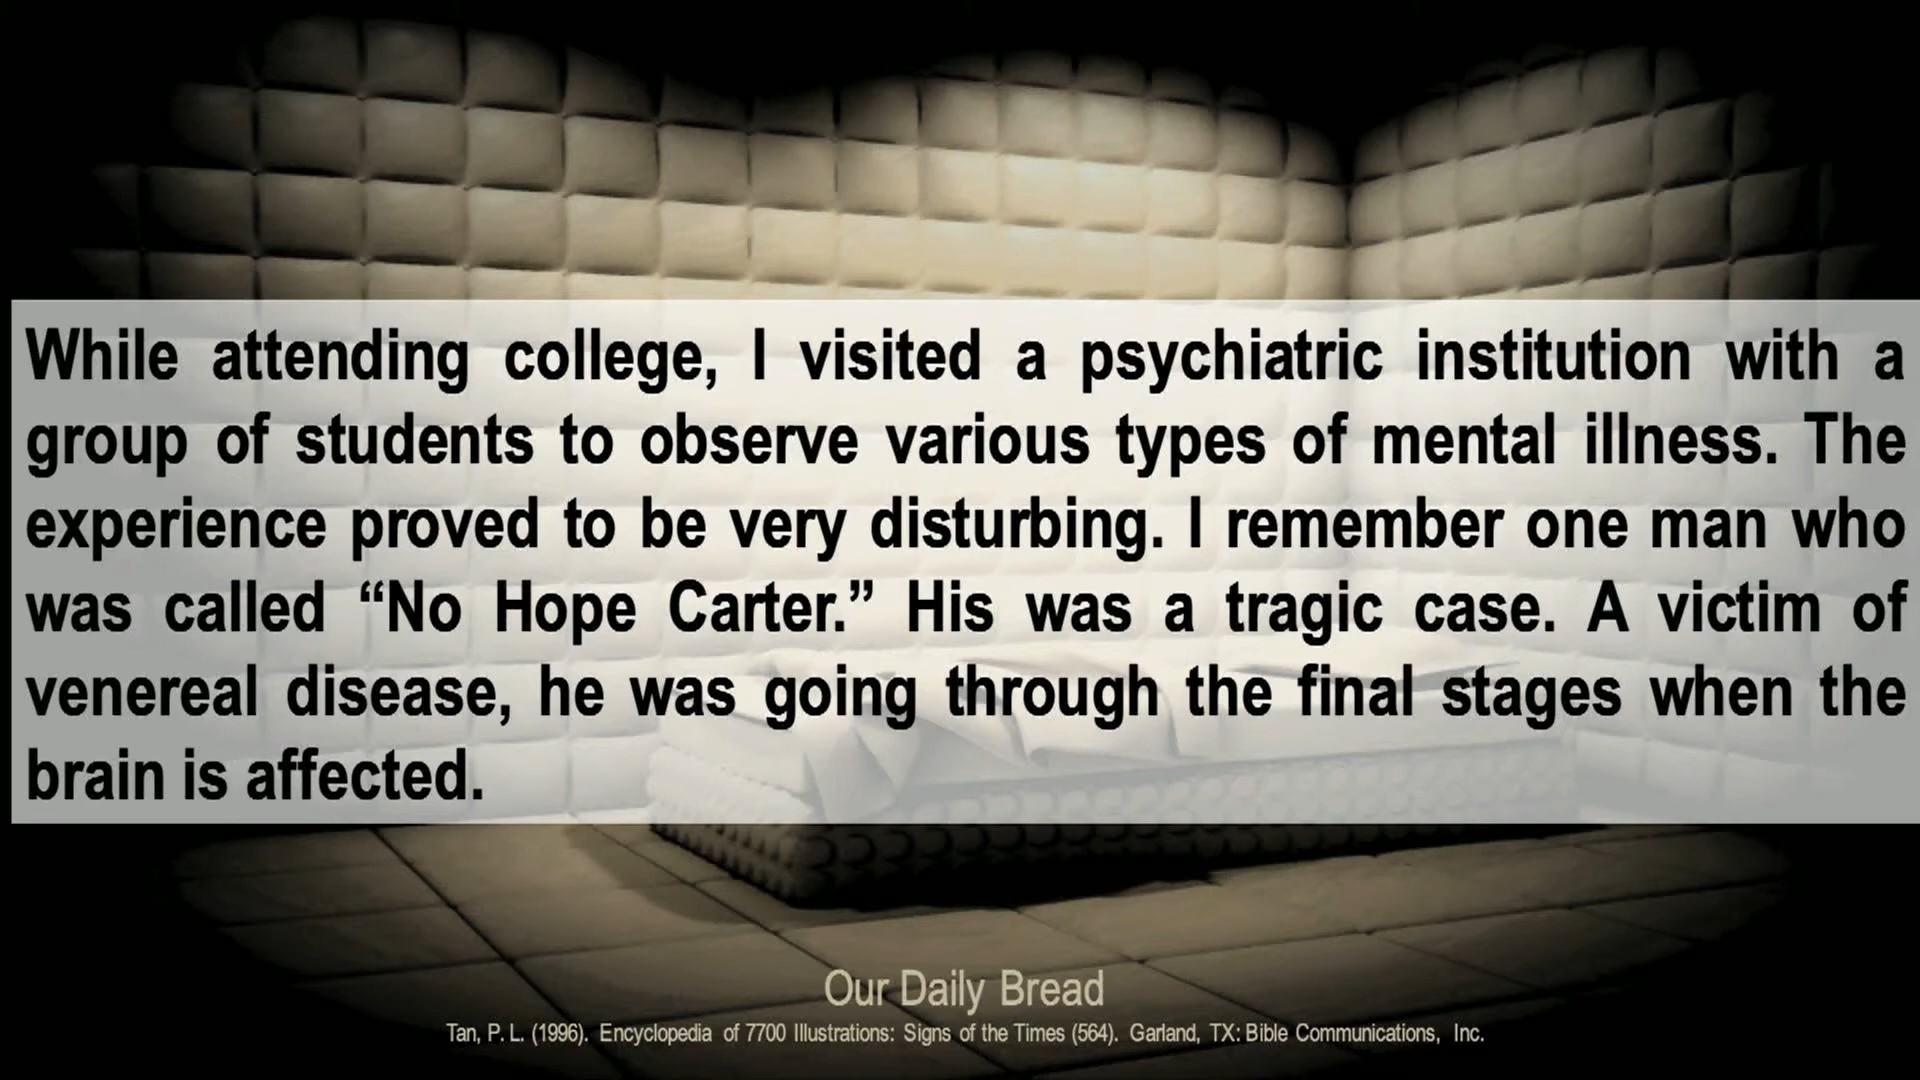 While attending college, I visited a psychiatric institution with a
group of students to observe various types of mental illness. The
experience proved to be very disturbing. I remember one man who
was called “No Hope Carter.” His was a tragic case. A victim of
venereal disease, he was going through the final stages when the
brain is affected.
Our Daily Bread
Tan, P. L. (1996). Encyclopedia of 7700 Illustrations: Signs of the Times (564). Garland, TX: Bible Communications, Inc.